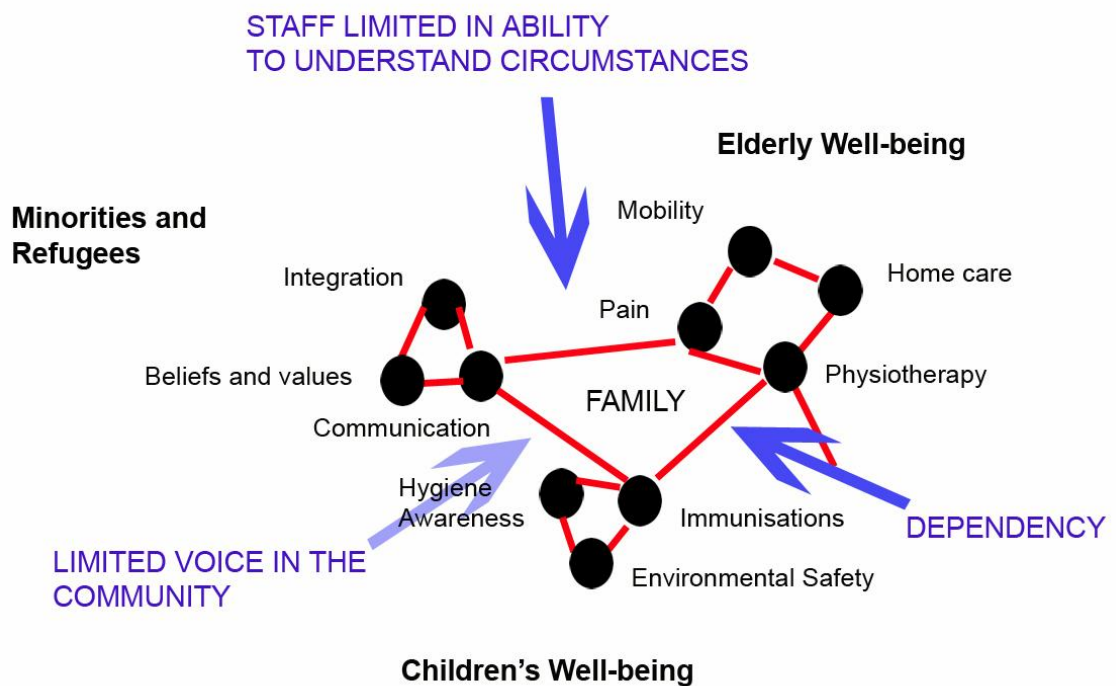 STAFF LIMITED IN ABILITY
TO UNDERSTAND CIRCUMSTANCES
Elderly Well-being
Minorities and
Refugees
Mobility
Integration
Home care
Pain
Beliefs and values
Physiotherapy
FAMILY
Communication
Hygiene
Awareness
Immunisations
DEPENDENCY
LIMITED VOICE IN THE
COMMUNITY
Environmental Safety
Children’s Well-being